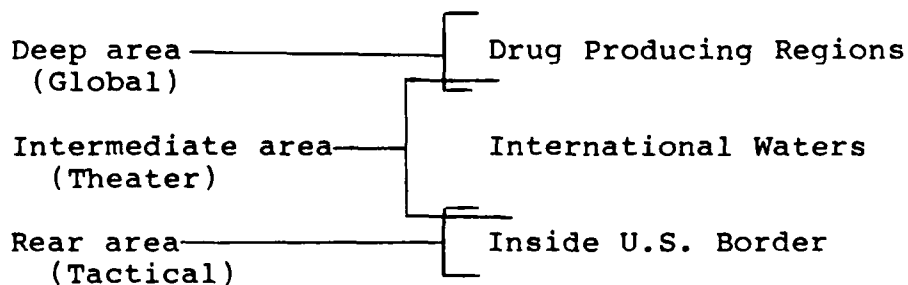 Deep area Drug Producing Regions
(Global)
Intermediate area International Waters
(Theater)
Rear area Inside U.S. Border
(Tactical)